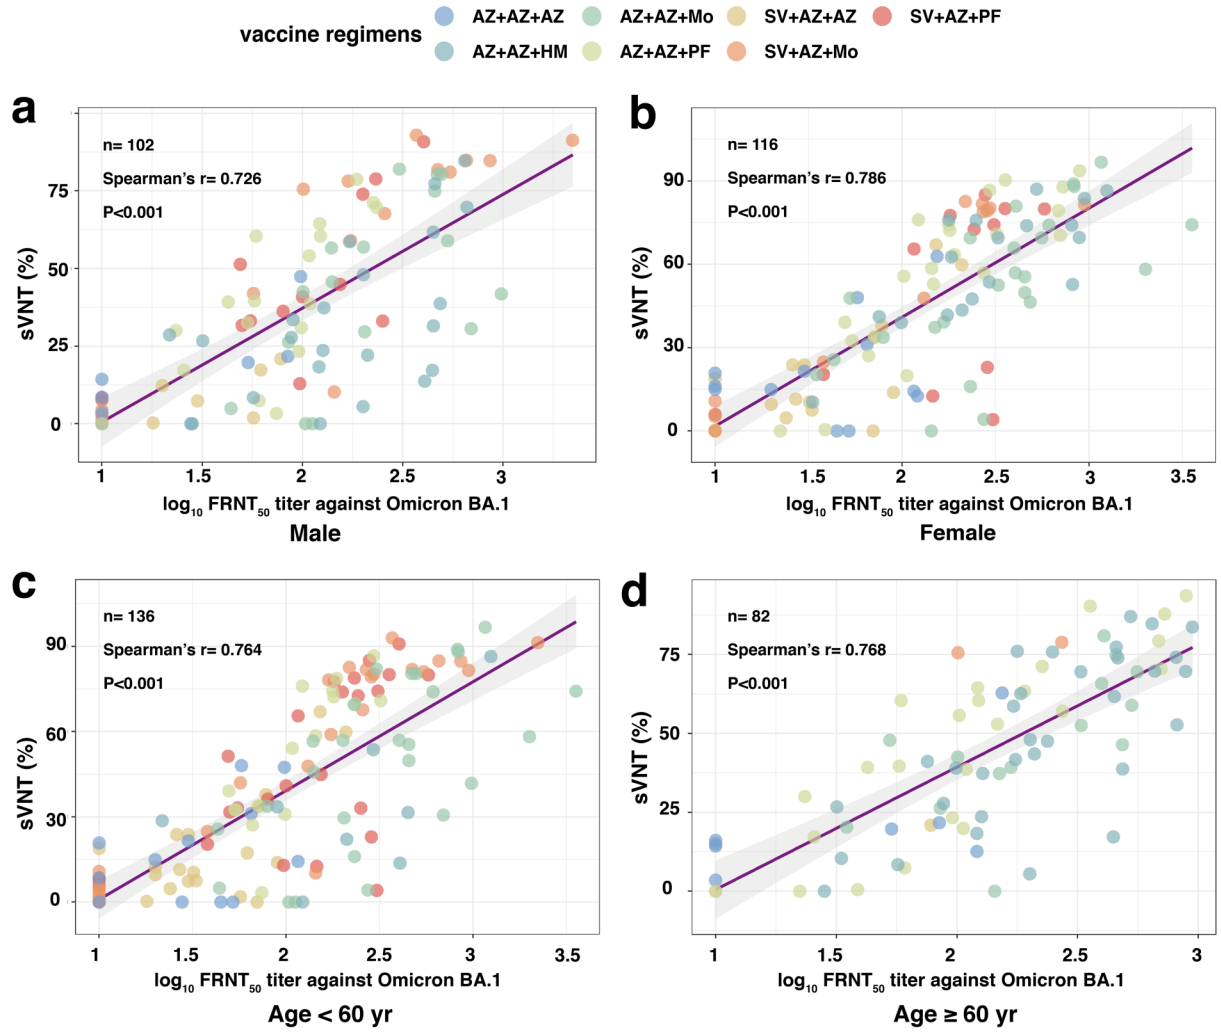 vaccine regimens
AZ+AZ+AZ AZ+AZ+Mo SV+AZ+AZ SV+AZ+PF
AZ+AZ+HM AZ+AZ+PF SV+AZ+Mo
a
n= 102
Spearman's r= 0.726
P<0.001
sVNT (%)
75
50
25
0
1 1.5 2 2.5 3
log10 FRNT50 titer against Omicron BA.1
Male
b
n= 116
Spearman's r= 0.786
P<0.001
sVNT (%)
90
60
30
0
1 1.5 2 2.5 3 3.5
log10 FRNT50 titer against Omicron BA.1
Female
c
n= 136
Spearman's r= 0.764
P<0.001
sVNT (%)
90
60
30
0
1 1.5 2 2.5 3 3.5
log10 FRNT50 titer against Omicron BA.1
Age < 60 yr
d
n= 82
Spearman's r= 0.768
P<0.001
sVNT (%)
75
50
25
0
1 1.5 2 2.5 3
log10 FRNT50 titer against Omicron BA.1
Age ≥ 60 yr